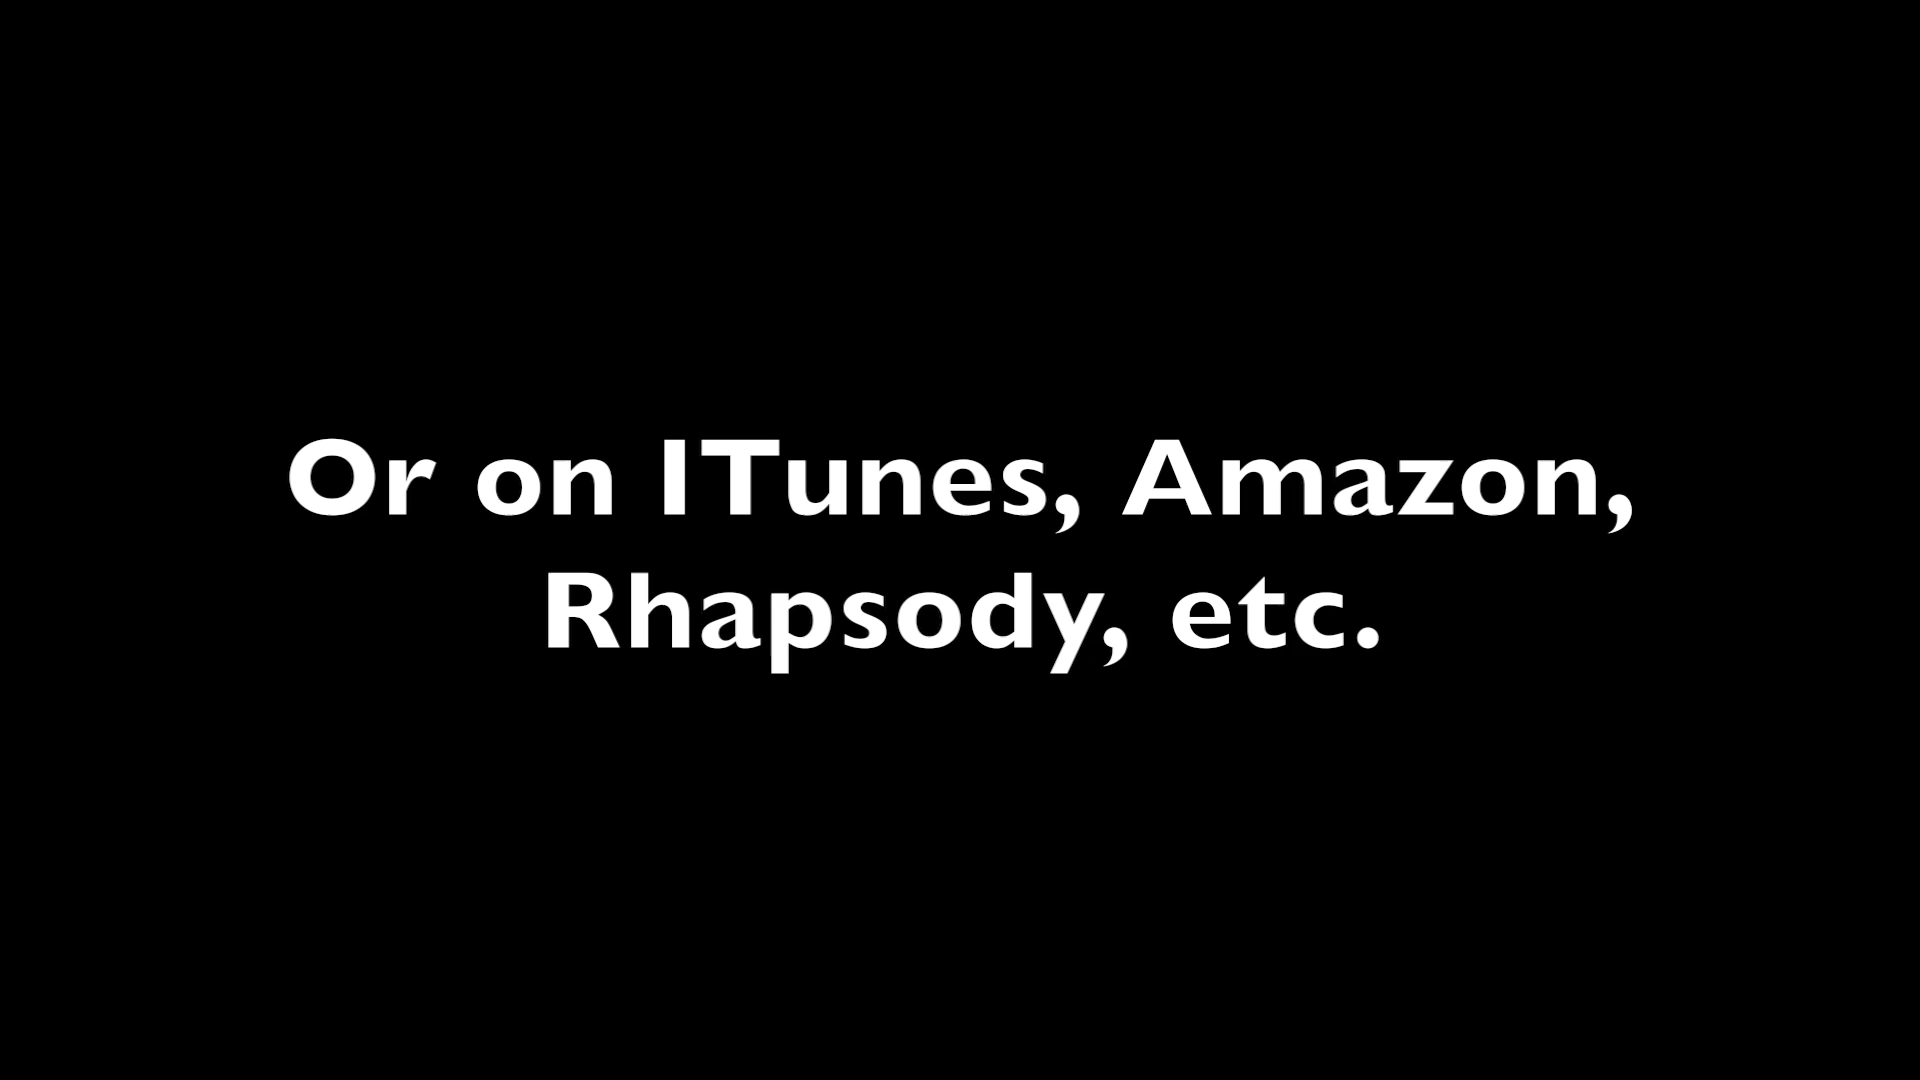 Or on ITunes, Amazon,
Rhapsody, etc.